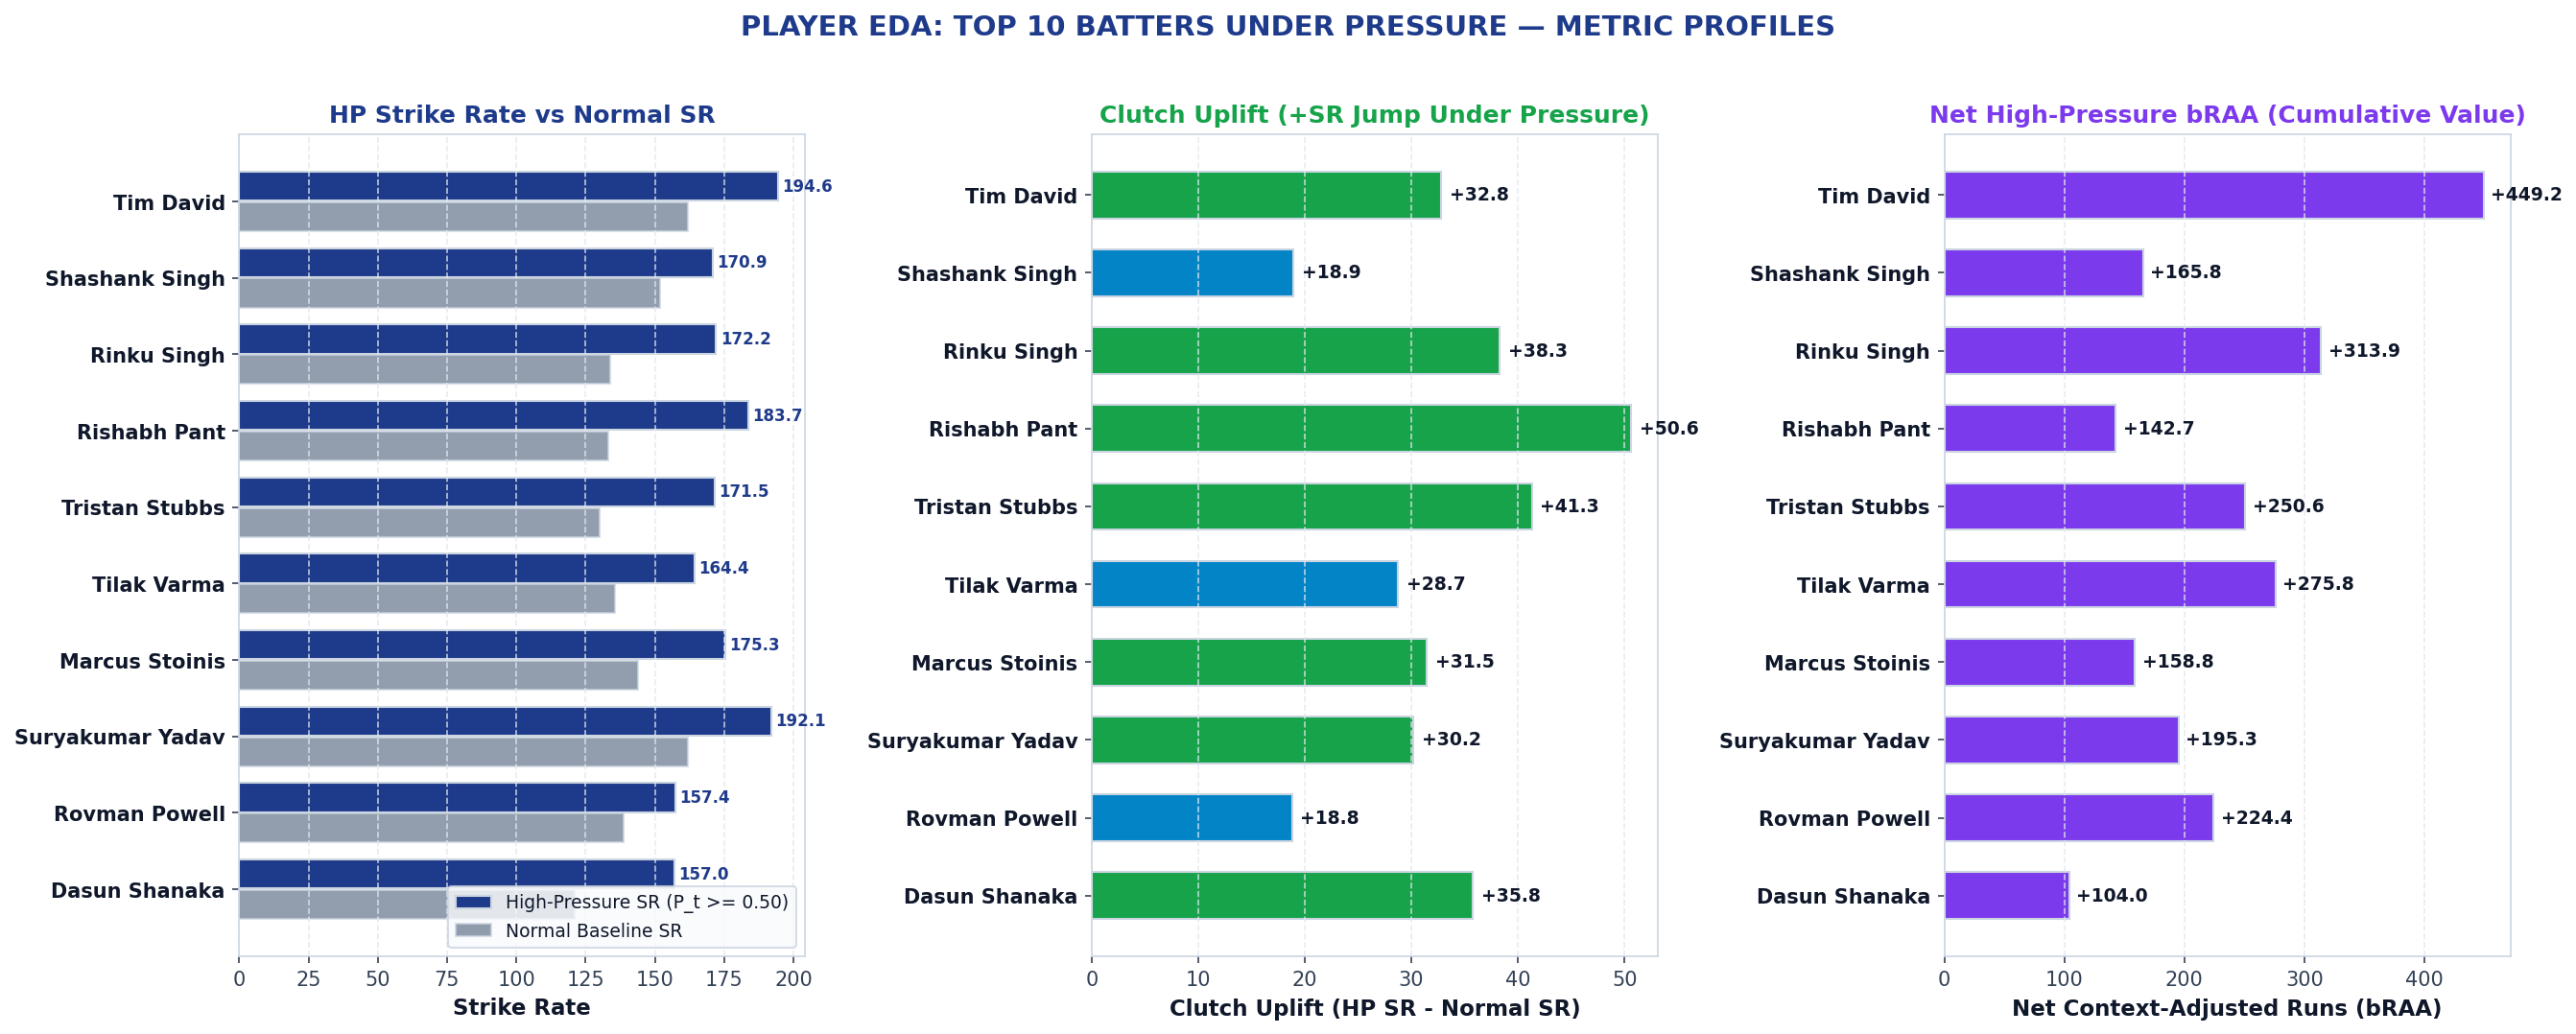 PLAYER EDA: TOP 10 BATTERS UNDER PRESSURE — METRIC PROFILES
HP Strike Rate vs Normal SR
Tim David
194.6
Shashank Singh
170.9
Rinku Singh
172.2
Rishabh Pant
183.7
Tristan Stubbs
171.5
Tilak Varma
164.4
Marcus Stoinis
175.3
Suryakumar Yadav
192.1
Rovman Powell
157.4
Dasun Shanaka
157.0
High-Pressure SR (P_t >= 0.50)
Normal Baseline SR
0 25 50 75 100 125 150 175 200
Strike Rate
Clutch Uplift (+SR Jump Under Pressure)
Tim David
+32.8
Shashank Singh
+18.9
Rinku Singh
+38.3
Rishabh Pant
+50.6
Tristan Stubbs
+41.3
Tilak Varma
+28.7
Marcus Stoinis
+31.5
Suryakumar Yadav
+30.2
Rovman Powell
+18.8
Dasun Shanaka
+35.8
0 10 20 30 40 50
Clutch Uplift (HP SR - Normal SR)
Net High-Pressure bRAA (Cumulative Value)
Tim David
+449.2
Shashank Singh
+165.8
Rinku Singh
+313.9
Rishabh Pant
+142.7
Tristan Stubbs
+250.6
Tilak Varma
+275.8
Marcus Stoinis
+158.8
Suryakumar Yadav
+195.3
Rovman Powell
+224.4
Dasun Shanaka
+104.0
0 100 200 300 400
Net Context-Adjusted Runs (bRAA)